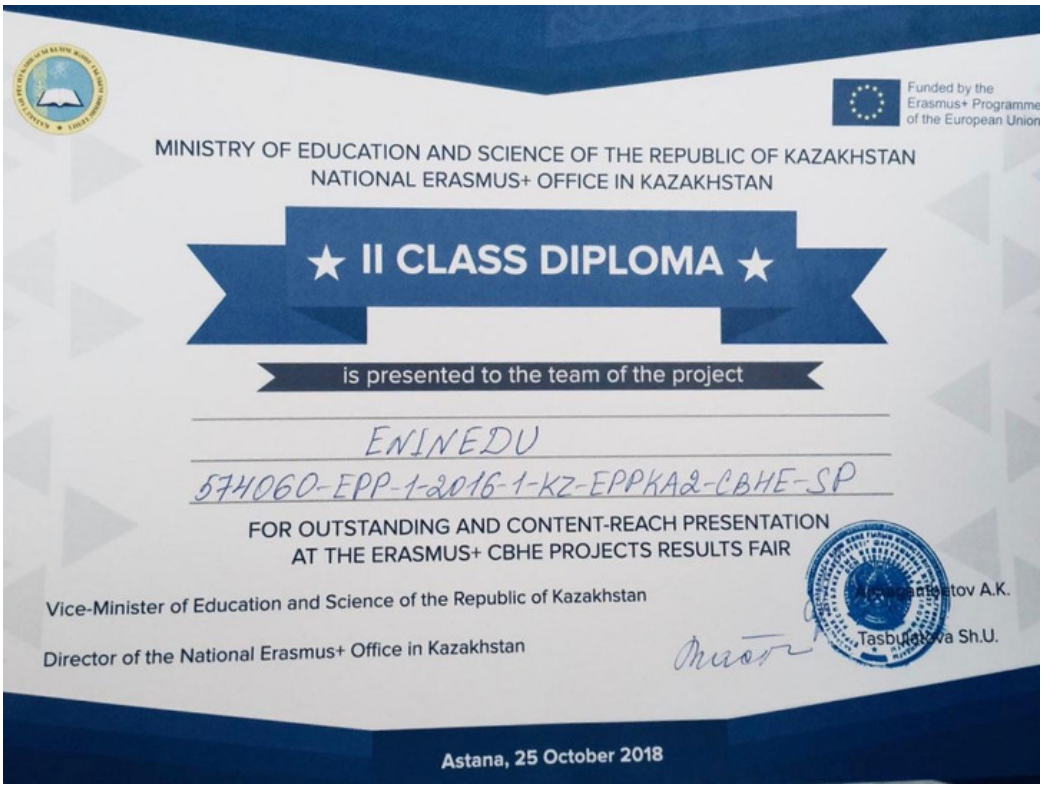 Funded by the
Erasmus+ Programme
of the European Union
MINISTRY OF EDUCATION AND SCIENCE OF THE REPUBLIC OF KAZAKHSTAN
NATIONAL ERASMUS+ OFFICE IN KAZAKHSTAN
II CLASS DIPLOMA
is presented to the team of the project
ENINEDU
574060-EPP-1-2016-1-KZ-EPPKA2-CBHE-SP
FOR OUTSTANDING AND CONTENT-REACH PRESENTATION
AT THE ERASMUS+ CBHE PROJECTS RESULTS FAIR
Vice-Minister of Education and Science of the Republic of Kazakhstan
A.K.
Director of the National Erasmus+ Office in Kazakhstan
Tasbulatova Sh.U.
Astana, 25 October 2018